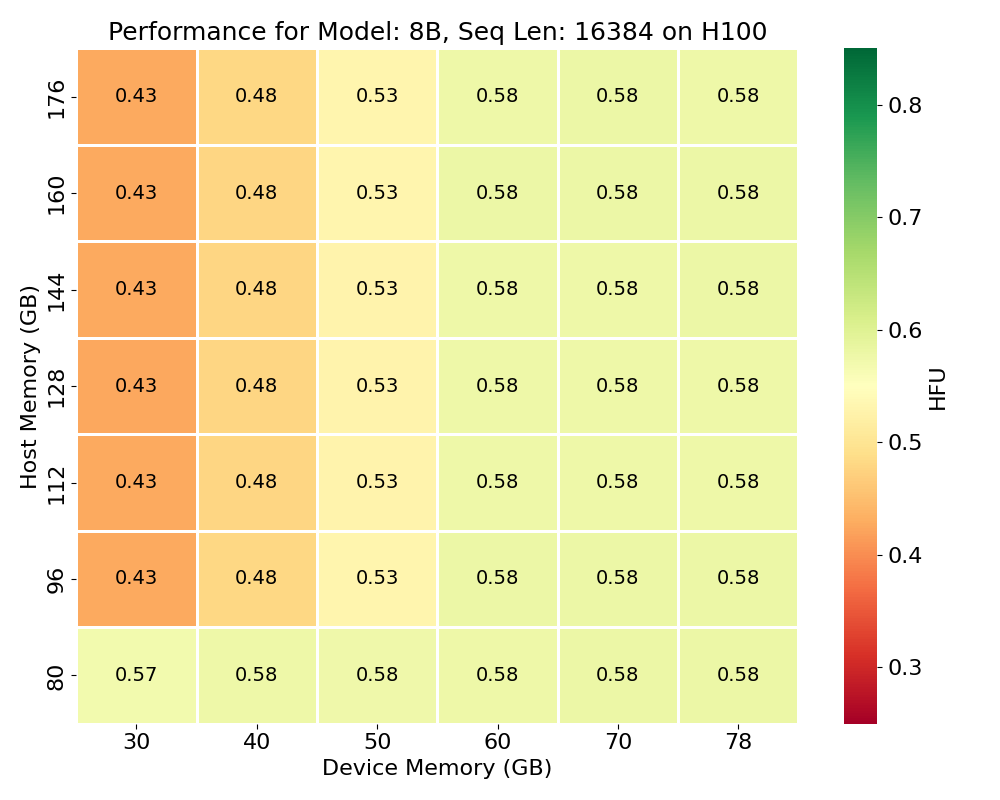 Performance for Model: 8B, Seq Len: 16384 on H100
176 0.43 0.48 0.53 0.58 0.58 0.58
160 0.43 0.48 0.53 0.58 0.58 0.58
144 0.43 0.48 0.53 0.58 0.58 0.58
128 0.43 0.48 0.53 0.58 0.58 0.58
112 0.43 0.48 0.53 0.58 0.58 0.58
96 0.43 0.48 0.53 0.58 0.58 0.58
80 0.57 0.58 0.58 0.58 0.58 0.58
30 40 50 60 70 78
Device Memory (GB)
Host Memory (GB)
0.8
0.7
0.6
0.5
0.4
0.3
HFU